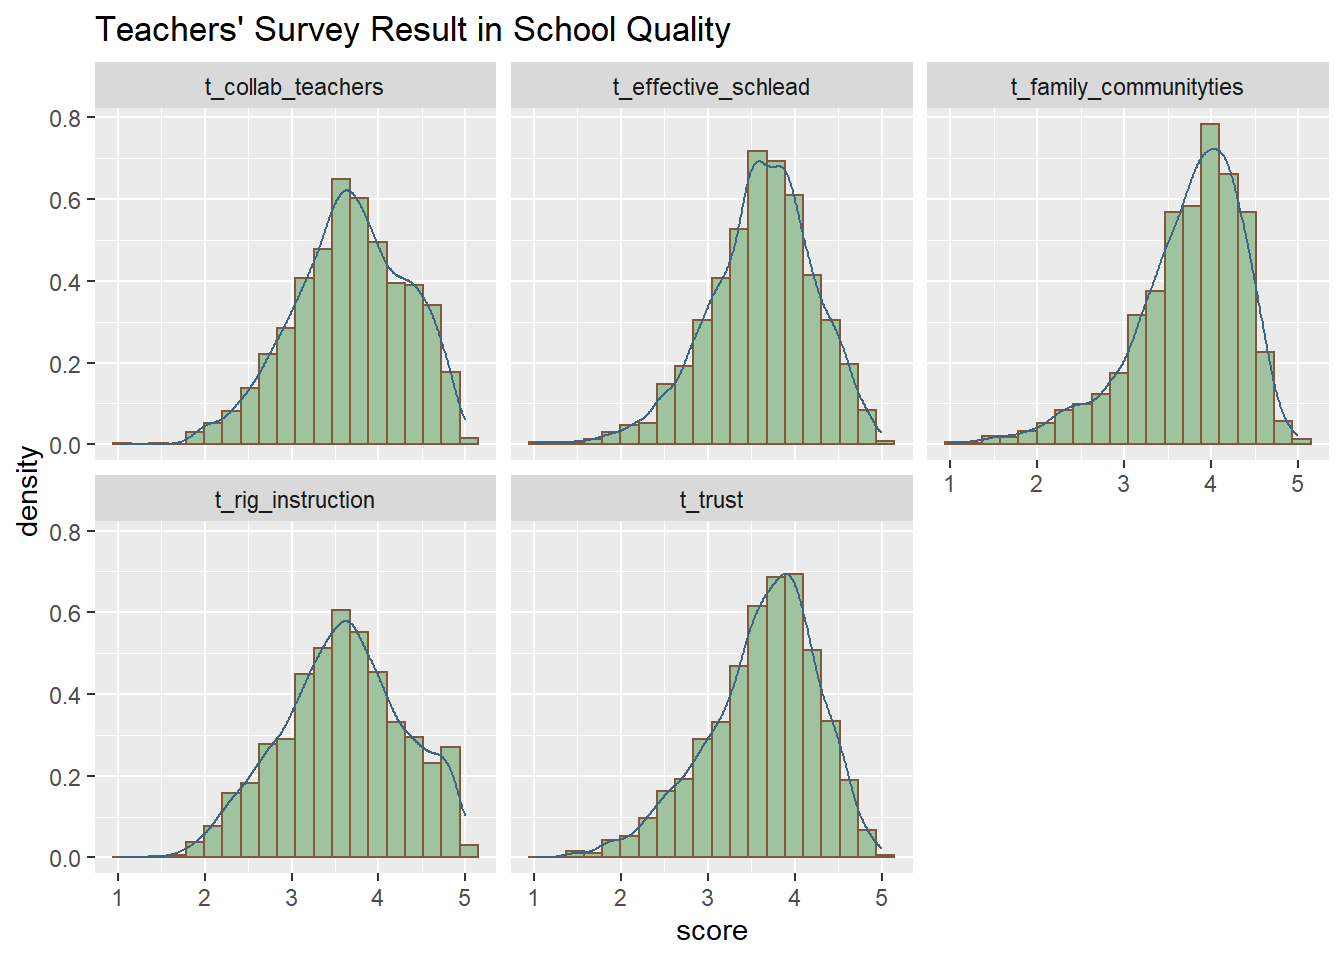 Teachers' Survey Result in School Quality
t_collab_teachers
t_effective_schlead
t_family_communityties
0.8
0.6
0.4
0.2
0.0
1 2 3 4 5
density
t_rig_instruction
t_trust
0.8
0.6
0.4
0.2
0.0
1 2 3 4 5
1 2 3 4 5
score